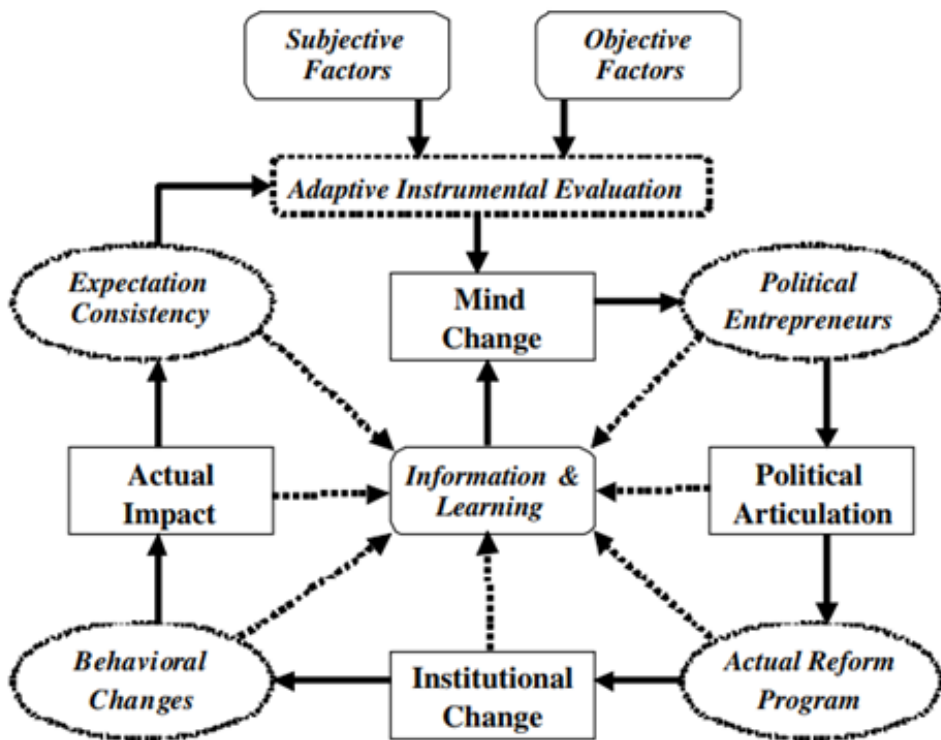 Subjective
Factors
Objective
Factors
Adaptive Instrumental Evaluation
Expectation
Consistency
Mind
Change
Political
Entrepreneurs
Actual
Impact
Information &
Learning
Political
Articulation
Behavioral
Changes
Institutional
Change
Actual Reform
Program